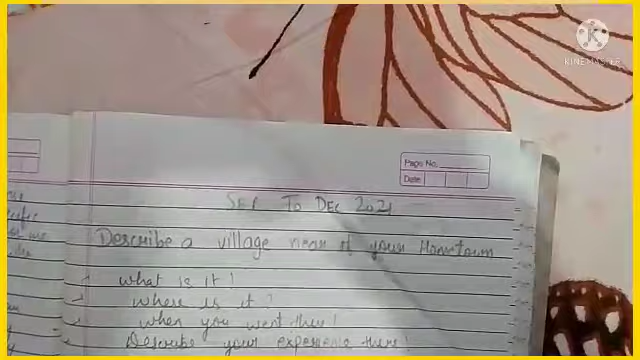 KINEMASTER
Page No.
Date:
SEP To DEC 2021
Describe a village near of your Hometown
what is it!
where is it?
when you went there!
Describe your experience there!